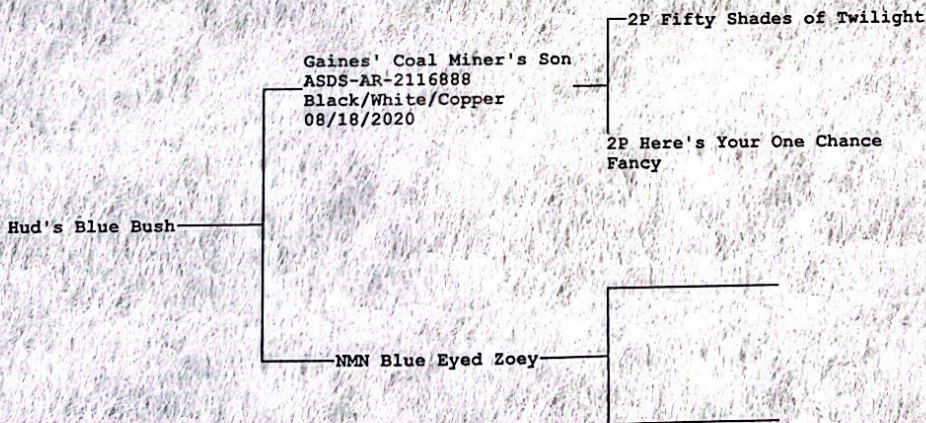 2P Fifty Shades of Twilight
Gaines' Coal Miner's Son
ASDS-AR-2116888
Black/White/Copper
08/18/2020
2P Here's Your One Chance
Fancy
Hud's Blue Bush
NMN Blue Eyed Zoey